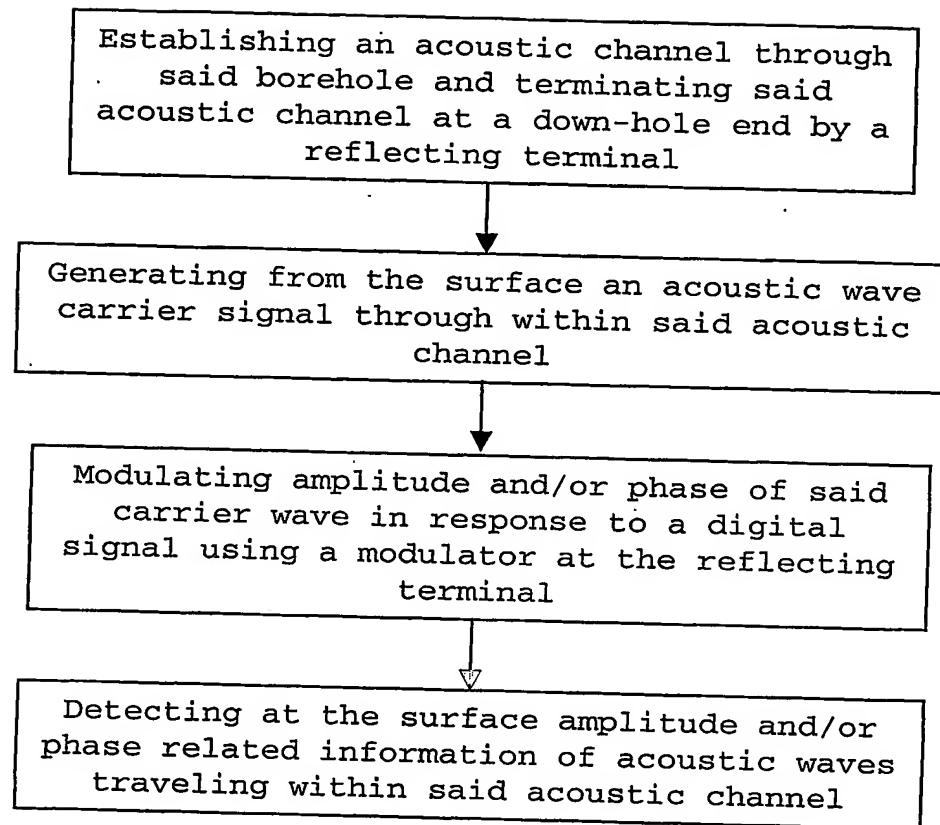 Establishing an acoustic channel through
said borehole and terminating said
acoustic channel at a down-hole end by a
reflecting terminal
Generating from the surface an acoustic wave
carrier signal through within said acoustic
channel
Modulating amplitude and/or phase of said
carrier wave in response to a digital
signal using a modulator at the reflecting
terminal
Detecting at the surface amplitude and/or
phase related information of acoustic waves
traveling within said acoustic channel